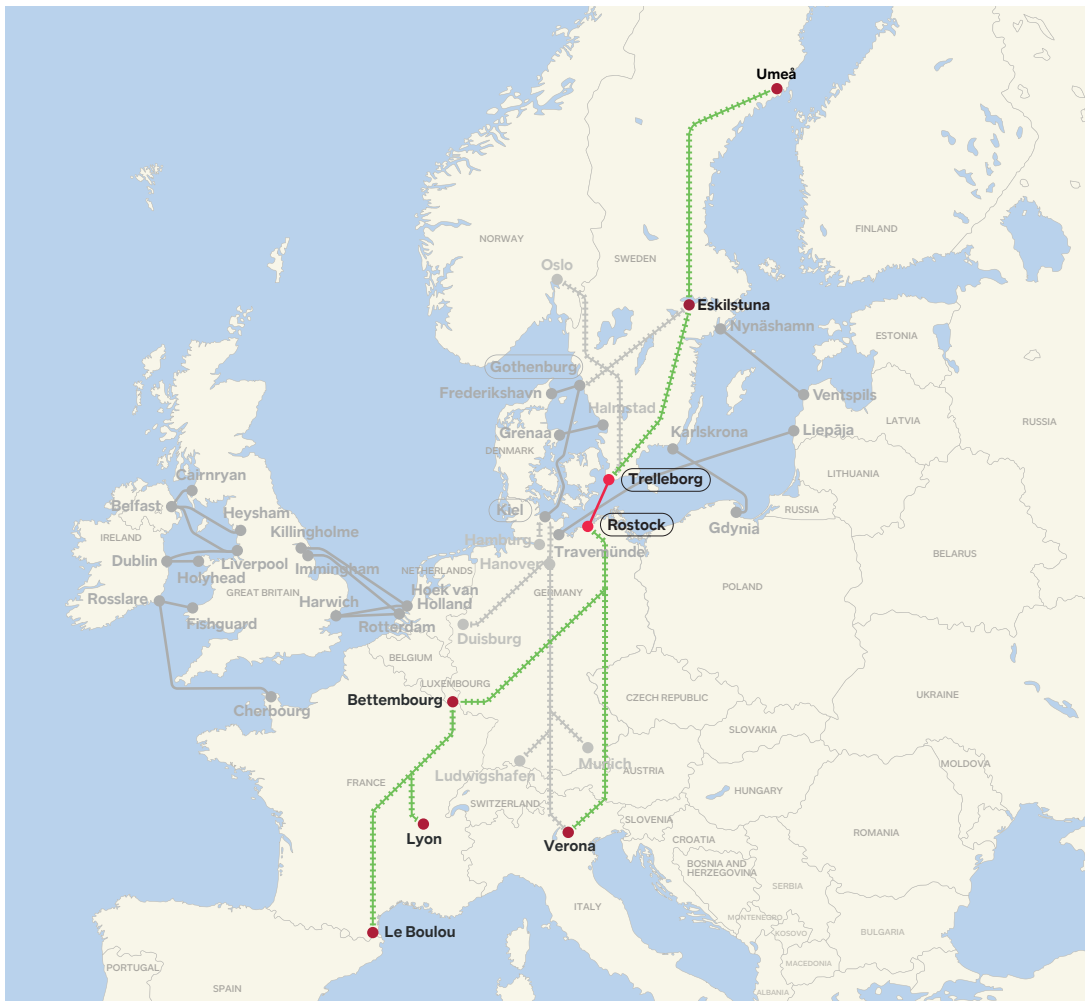 Umeå
FINLAND
NORWAY
SWEDEN
Oslo
Eskilstuna
Nynäshamn
ESTONIA
Gothenburg
Frederikshavn
Ventspils
Halmstad
LATVIA
RUSSIA
Grenaa
Karlskrona
Liepāja
DENMARK
Cairnryan
LITHUANIA
Trelleborg
Belfast
Heysham
Kiel
RUSSIA
Rostock
Gdynia
Killingholme
IRELAND
Hamburg
Travemünde
BELARUS
Dublin
Liverpool
Immingham
NETHERLANDS
Hanover
Holyhead
POLAND
GREAT BRITAIN
Hoek van
Holland
GERMANY
Rosslare
Harwich
Fishguard
Rotterdam
Duisburg
BELGIUM
LUXEMBOURG
CZECH REPUBLIC
UKRAINE
Bettembourg
Cherbourg
SLOVAKIA
Munich
Ludwigshafen
AUSTRIA
MOLDOVA
FRANCE
HUNGARY
SWITZERLAND
SLOVENIA
ROMANIA
Lyon
Verona
CROATIA
BOSNIA AND
HERZEGOVINA
SERBIA
ITALY
MONTENEGRO
Le Boulou
KOSOVO
BULGARIA
MACEDONIA
PORTUGAL
SPAIN
ALBANIA